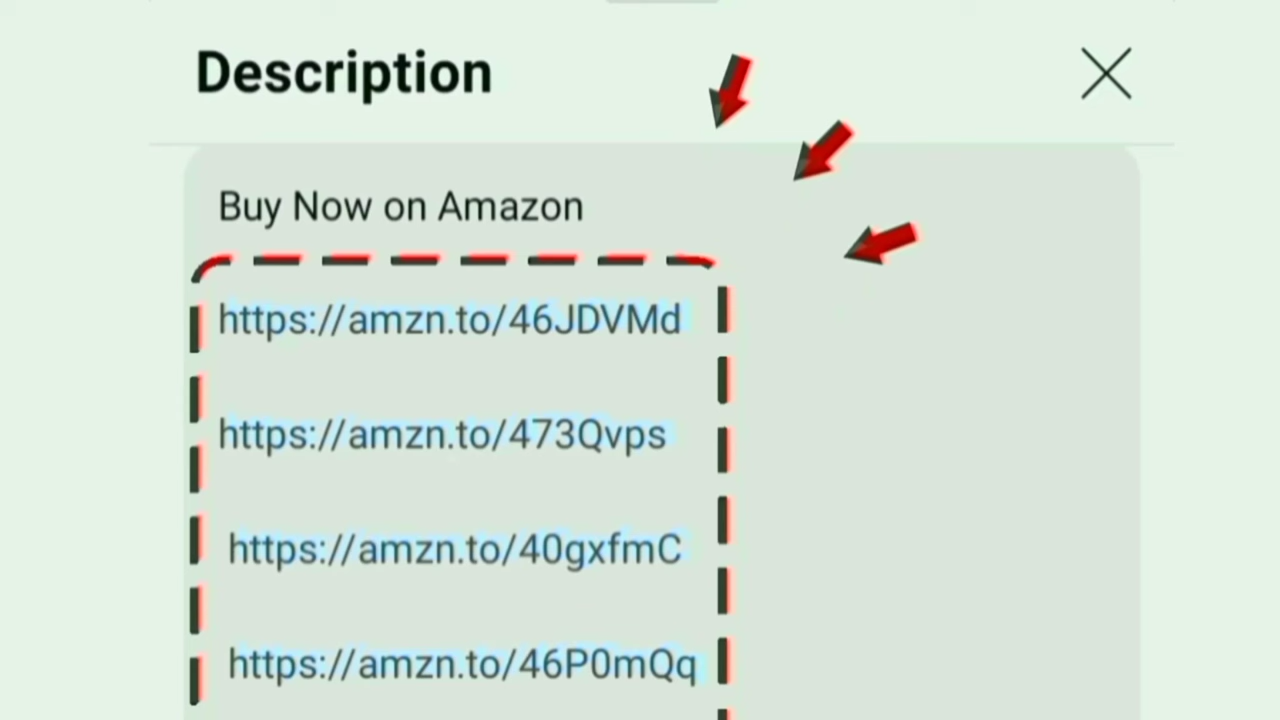 Description
Buy Now on Amazon
https://amzn.to/46JDVMd
https://amzn.to/473Qvps
https://amzn.to/40gxfmC
https://amzn.to/46P0mQq